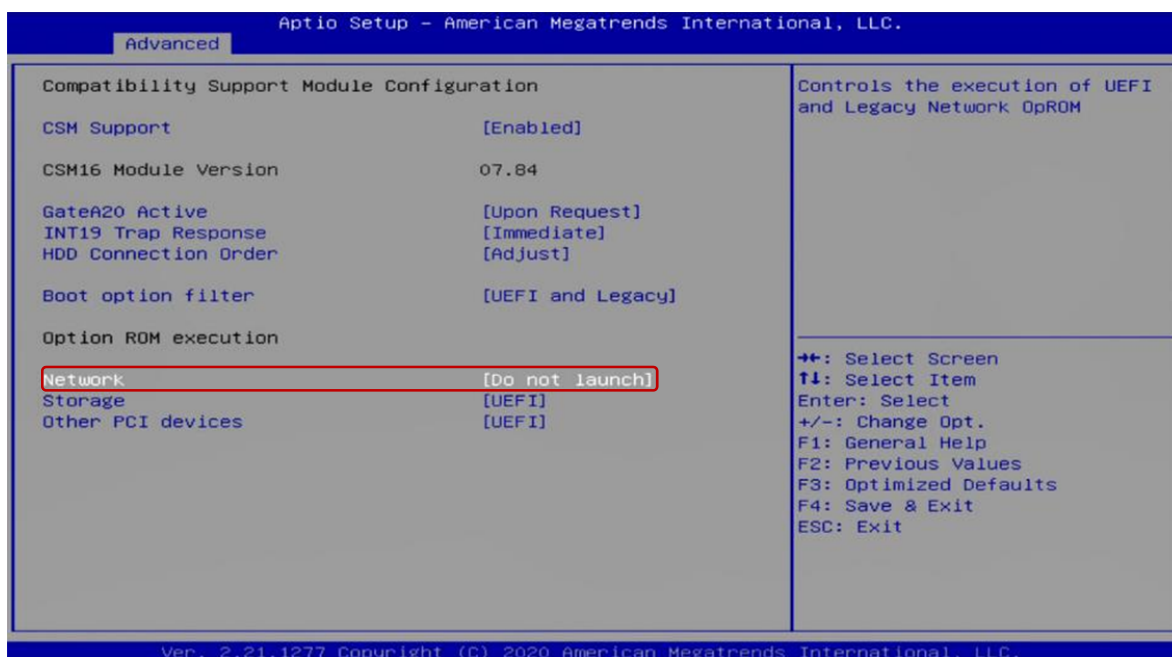 Aptio Setup – American Megatrends International, LLC.
Advanced
Compatibility Support Module Configuration
CSM Support [Enabled]
CSM16 Module Version 07.84
GateA20 Active [Upon Request]
INT19 Trap Response [Immediate]
HDD Connection Order [Adjust]
Boot option filter [UEFI and Legacy]
Option ROM execution
Network [Do not launch]
Storage [UEFI]
Other PCI devices [UEFI]
Controls the execution of UEFI
and Legacy Network OpROM
→←: Select Screen
↑↓: Select Item
Enter: Select
+/-: Change Opt.
F1: General Help
F2: Previous Values
F3: Optimized Defaults
F4: Save & Exit
ESC: Exit
Ver. 2.21.1277 Copyright (C) 2020 American Megatrends International, LLC.